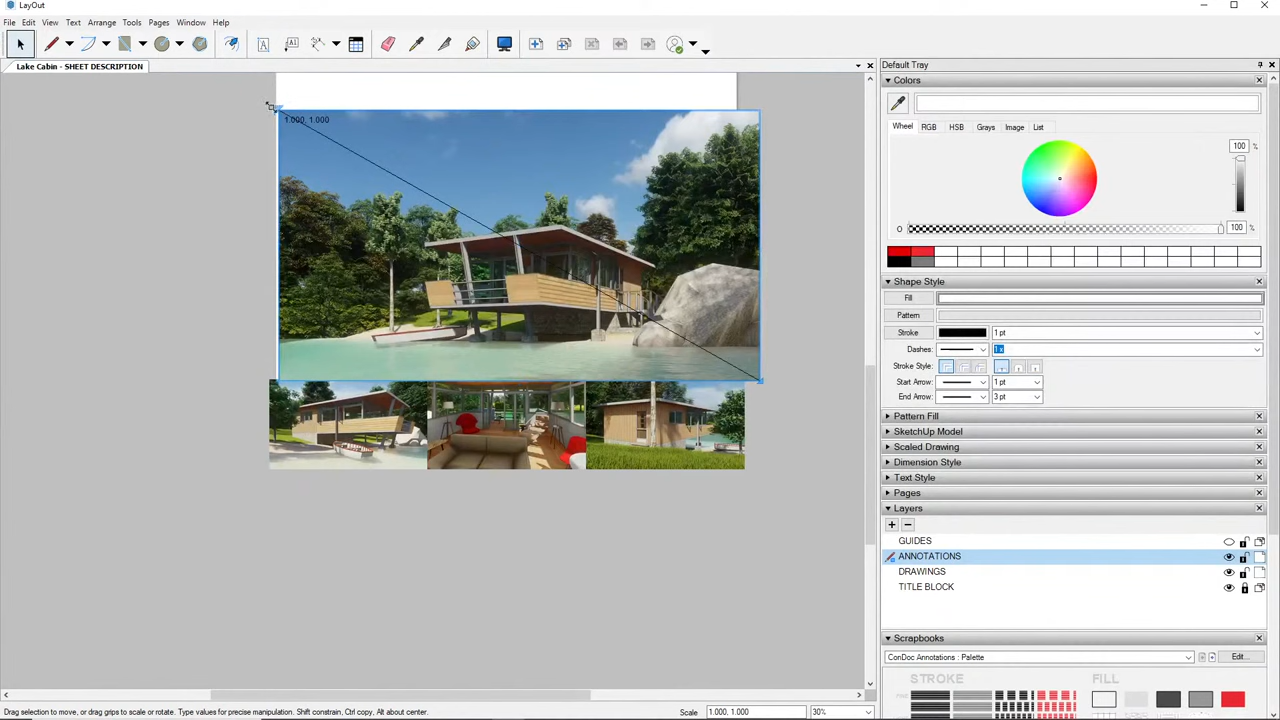 LayOut
File Edit View Text Arrange Tools Pages Window Help
Lake Cabin - SHEET DESCRIPTION
1.000, 1.000
Default Tray
Colors
Wheel RGB HSB Grays Image List
100 %
O 100 %
Shape Style
Fill
Pattern
Stroke 1 pt
Dashes: 1 x
Stroke Style:
Start Arrow: 1 pt
End Arrow: 3 pt
Pattern Fill
SketchUp Model
Scaled Drawing
Dimension Style
Text Style
Pages
Layers
GUIDES
ANNOTATIONS
DRAWINGS
TITLE BLOCK
Scrapbooks
ConDoc Annotations : Palette Edit...
STROKE FILL
Drag selection to move, or drag grips to scale or rotate. Type values for precise manipulation. Shift constrain, Ctrl copy, Alt about center. Scale 1.000, 1.000 30%